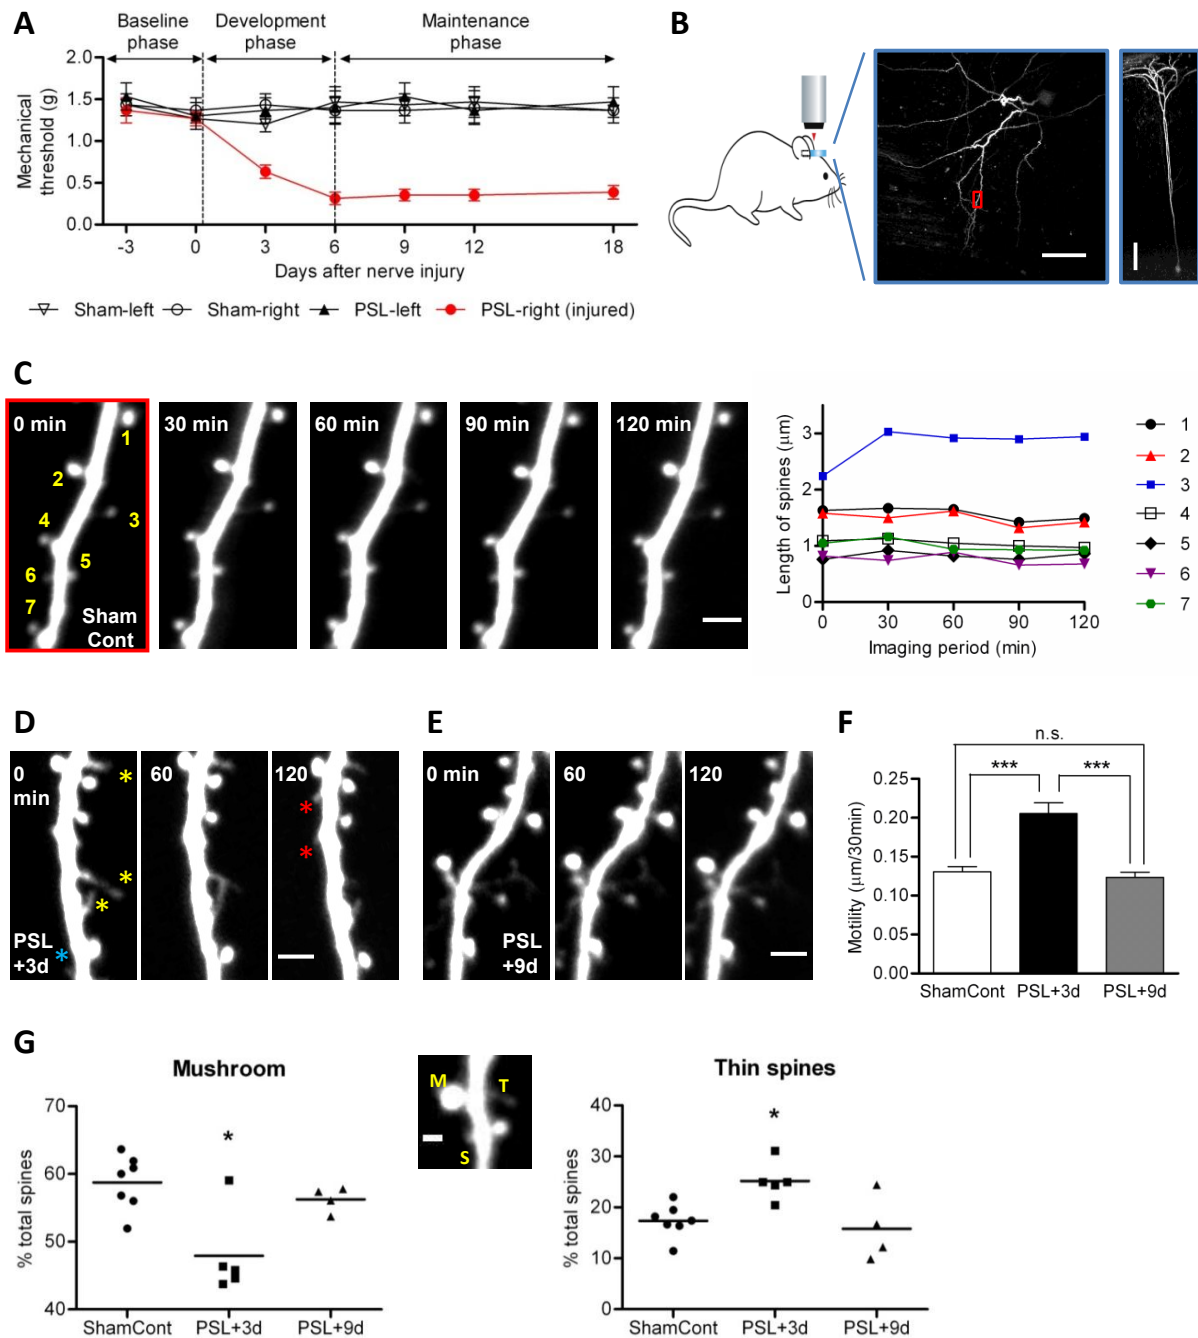 A
Baseline phase
Development phase
Maintenance phase
Mechanical threshold (g)
2.0
1.5
1.0
0.5
0.0
-3 0 3 6 9 12 18
Days after nerve injury
Sham-left Sham-right PSL-left PSL-right (injured)
B
C
0 min
1
2
3
4
5
6
7
Sham
Cont
30 min
60 min
90 min
120 min
Length of spines (μm)
3
2
1
0
0 30 60 90 120
Imaging period (min)
1
2
3
4
5
6
7
D
0
min
*
*
*
*
PSL
+3d
60
120
*
*
E
0 min
PSL
+9d
60
120
F
n.s.
*** ***
Motility (μm/30min)
0.25
0.20
0.15
0.10
0.05
0.00
ShamCont PSL+3d PSL+9d
G
Mushroom
% total spines
70
60
50
40
*
ShamCont PSL+3d PSL+9d
M
T
S
Thin spines
% total spines
40
30
20
10
0
*
ShamCont PSL+3d PSL+9d